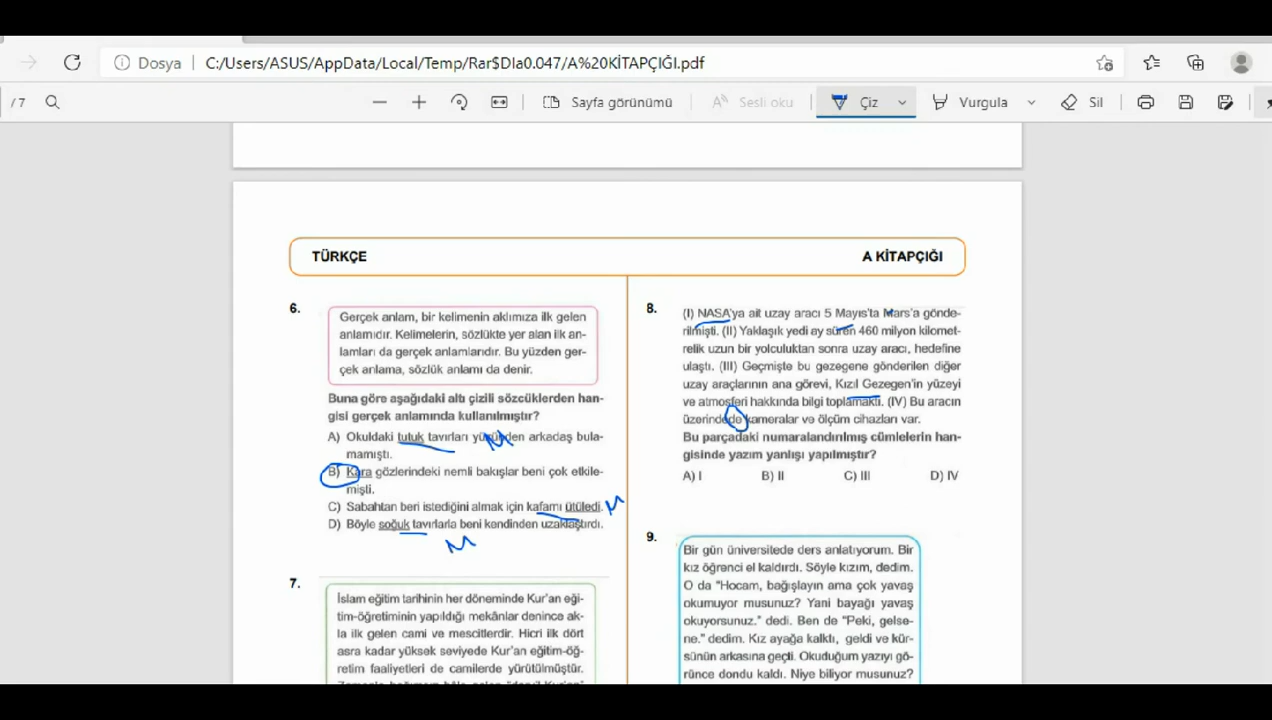 Dosya C:/Users/ASUS/AppData/Local/Temp/Rar$DIa0.047/A%20KİTAPÇIĞI.pdf
/7 Sayfa görünümü Sesli oku Çiz Vurgula Sil
TÜRKÇE A KİTAPÇIĞI
6.
Gerçek anlam, bir kelimenin aklımıza ilk gelen
anlamıdır. Kelimelerin, sözlükte yer alan ilk an-
lamları da gerçek anlamlarıdır. Bu yüzden ger-
çek anlama, sözlük anlamı da denir.
Buna göre aşağıdaki altı çizili sözcüklerden han-
gisi gerçek anlamında kullanılmıştır?
A) Okuldaki tutuk tavırları yüzünden arkadaş bula-
mamıştı.
M
B) Kara gözlerindeki nemli bakışlar beni çok etkile-
mişti.
C) Sabahtan beri istediğini almak için kafamı ütüledi.
M
D) Böyle soğuk tavırlarla beni kendinden uzaklaştırdı.
M
7.
İslam eğitim tarihinin her döneminde Kur'an eği-
tim-öğretiminin yapıldığı mekânlar denince ak-
la ilk gelen cami ve mescitlerdir. Hicri ilk dört
asra kadar yüksek seviyede Kur'an eğitim-öğ-
retim faaliyetleri de camilerde yürütülmüştür.
8.
(I) NASA'ya ait uzay aracı 5 Mayıs'ta Mars'a gönde-
rilmişti. (II) Yaklaşık yedi ay süren 460 milyon kilomet-
relik uzun bir yolculuktan sonra uzay aracı, hedefine
ulaştı. (III) Geçmişte bu gezegene gönderilen diğer
uzay araçlarının ana görevi, Kızıl Gezegen'in yüzeyi
ve atmosferi hakkında bilgi toplamaktı. (IV) Bu aracın
üzerindede kameralar ve ölçüm cihazları var.
Bu parçadaki numaralandırılmış cümlelerin han-
gisinde yazım yanlışı yapılmıştır?
A) I B) II C) III D) IV
9.
Bir gün üniversitede ders anlatıyorum. Bir
kız öğrenci el kaldırdı. Söyle kızım, dedim.
O da "Hocam, bağışlayın ama çok yavaş
okumuyor musunuz? Yani bayağı yavaş
okuyorsunuz." dedi. Ben de "Peki, gelse-
ne." dedim. Kız ayağa kalktı, geldi ve kür-
sünün arkasına geçti. Okuduğum yazıyı gö-
rünce dondu kaldı. Niye biliyor musunuz?